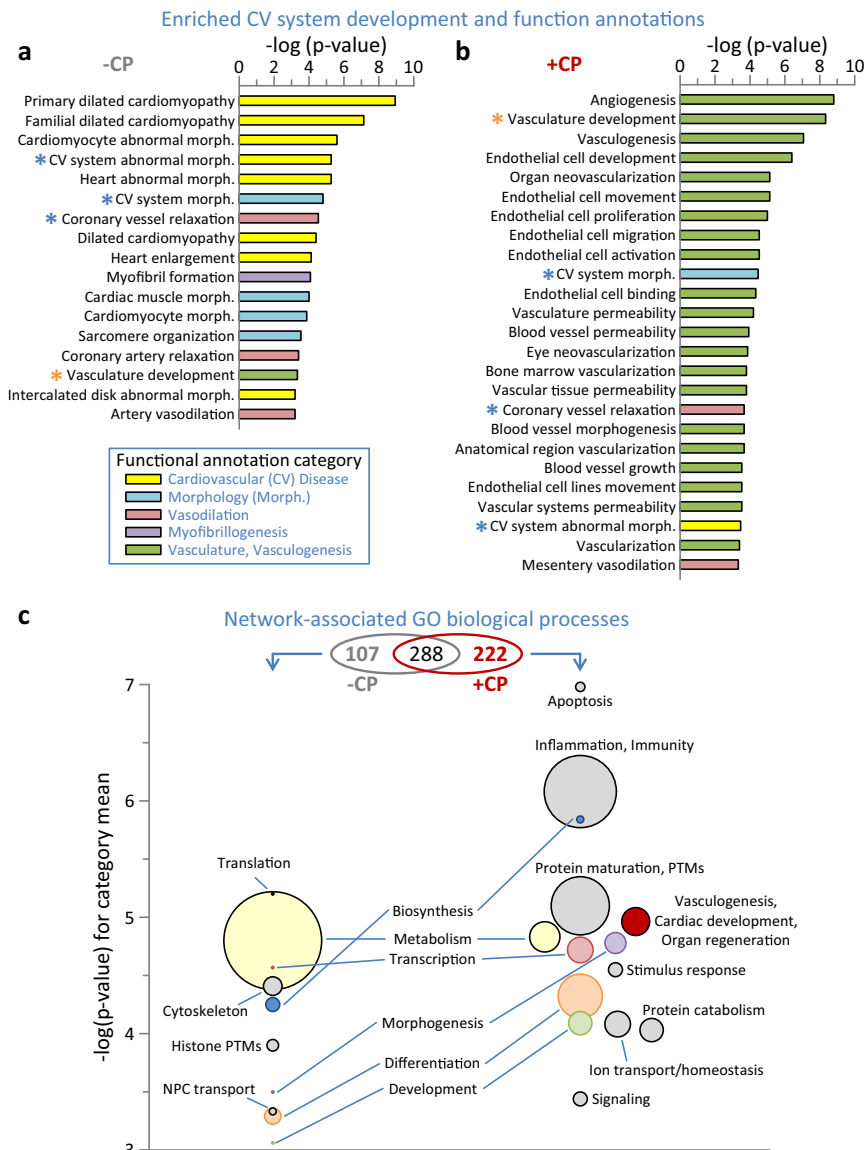 Enriched CV system development and function annotations
a
-CP
-log (p-value)
0 2 4 6 8 10
Primary dilated cardiomyopathy
Familial dilated cardiomyopathy
Cardiomyocyte abnormal morph.
* CV system abnormal morph.
Heart abnormal morph.
* CV system morph.
* Coronary vessel relaxation
Dilated cardiomyopathy
Heart enlargement
Myofibril formation
Cardiac muscle morph.
Cardiomyocyte morph.
Sarcomere organization
Coronary artery relaxation
* Vasculature development
Intercalated disk abnormal morph.
Artery vasodilation
Functional annotation category
Cardiovascular (CV) Disease
Morphology (Morph.)
Vasodilation
Myofibrillogenesis
Vasculature, Vasculogenesis
b
+CP
-log (p-value)
0 2 4 6 8 10
Angiogenesis
* Vasculature development
Vasculogenesis
Endothelial cell development
Organ neovascularization
Endothelial cell movement
Endothelial cell proliferation
Endothelial cell migration
Endothelial cell activation
* CV system morph.
Endothelial cell binding
Vasculature permeability
Blood vessel permeability
Eye neovascularization
Bone marrow vascularization
Vascular tissue permeability
* Coronary vessel relaxation
Blood vessel morphogenesis
Anatomical region vascularization
Blood vessel growth
Endothelial cell lines movement
Vascular systems permeability
* CV system abnormal morph.
Vascularization
Mesentery vasodilation
c
Network-associated GO biological processes
107 288 222
-CP +CP
-log(p-value) for category mean
7
6
5
4
3
Apoptosis
Inflammation, Immunity
Translation
Protein maturation, PTMs
Biosynthesis
Vasculogenesis,
Cardiac development,
Organ regeneration
Metabolism
Transcription
Stimulus response
Cytoskeleton
Morphogenesis
Protein catabolism
Histone PTMs
Differentiation
Ion transport/homeostasis
NPC transport
Development
Signaling